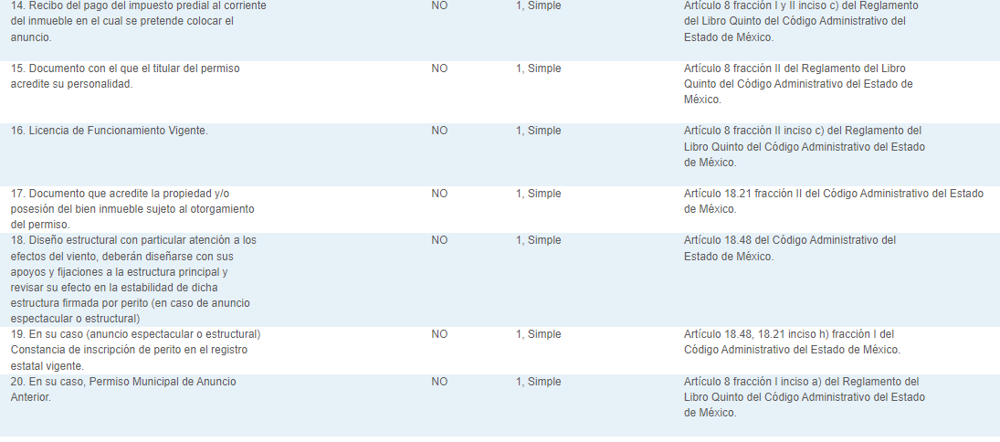 14. Recibo del pago del impuesto predial al corriente
del inmueble en el cual se pretende colocar el
anuncio.
NO
1, Simple
Artículo 8 fracción I y II inciso c) del Reglamento
del Libro Quinto del Código Administrativo del
Estado de México.
15. Documento con el que el titular del permiso
acredite su personalidad.
NO
1, Simple
Artículo 8 fracción II del Reglamento del Libro
Quinto del Código Administrativo del Estado de
México.
16. Licencia de Funcionamiento Vigente.
NO
1, Simple
Artículo 8 fracción II inciso c) del Reglamento del
Libro Quinto del Código Administrativo del Estado
de México.
17. Documento que acredite la propiedad y/o
posesión del bien inmueble sujeto al otorgamiento
del permiso.
NO
1, Simple
Artículo 18.21 fracción II del Código Administrativo del Estado
de México.
18. Diseño estructural con particular atención a los
efectos del viento, deberán diseñarse con sus
apoyos y fijaciones a la estructura principal y
revisar su efecto en la estabilidad de dicha
estructura firmada por perito (en caso de anuncio
espectacular o estructural)
NO
1, Simple
Artículo 18.48 del Código Administrativo del
Estado de México.
19. En su caso (anuncio espectacular o estructural)
Constancia de inscripción de perito en el registro
estatal vigente.
NO
1, Simple
Artículo 18.48, 18.21 inciso h) fracción I del
Código Administrativo del Estado de México.
20. En su caso, Permiso Municipal de Anuncio
Anterior.
NO
1, Simple
Artículo 8 fracción I inciso a) del Reglamento del
Libro Quinto del Código Administrativo del Estado
de México.